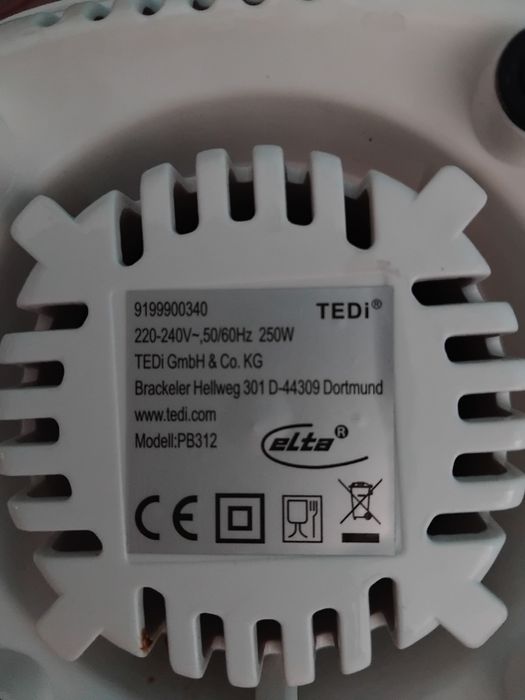 9199900340
TEDi®
220-240V~,50/60Hz 250W
TEDi GmbH & Co. KG
Brackeler Hellweg 301 D-44309 Dortmund
www.tedi.com
Modell:PB312
elta®
CE